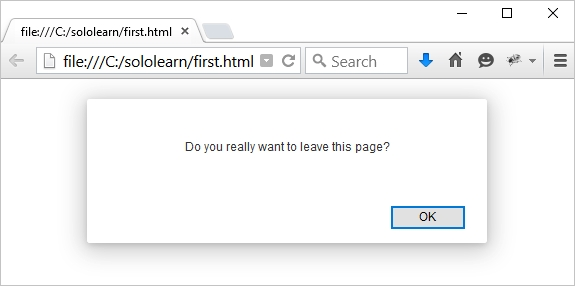 file:///C:/sololearn/first.html
file:///C:/sololearn/first.html
Search
Do you really want to leave this page?
OK